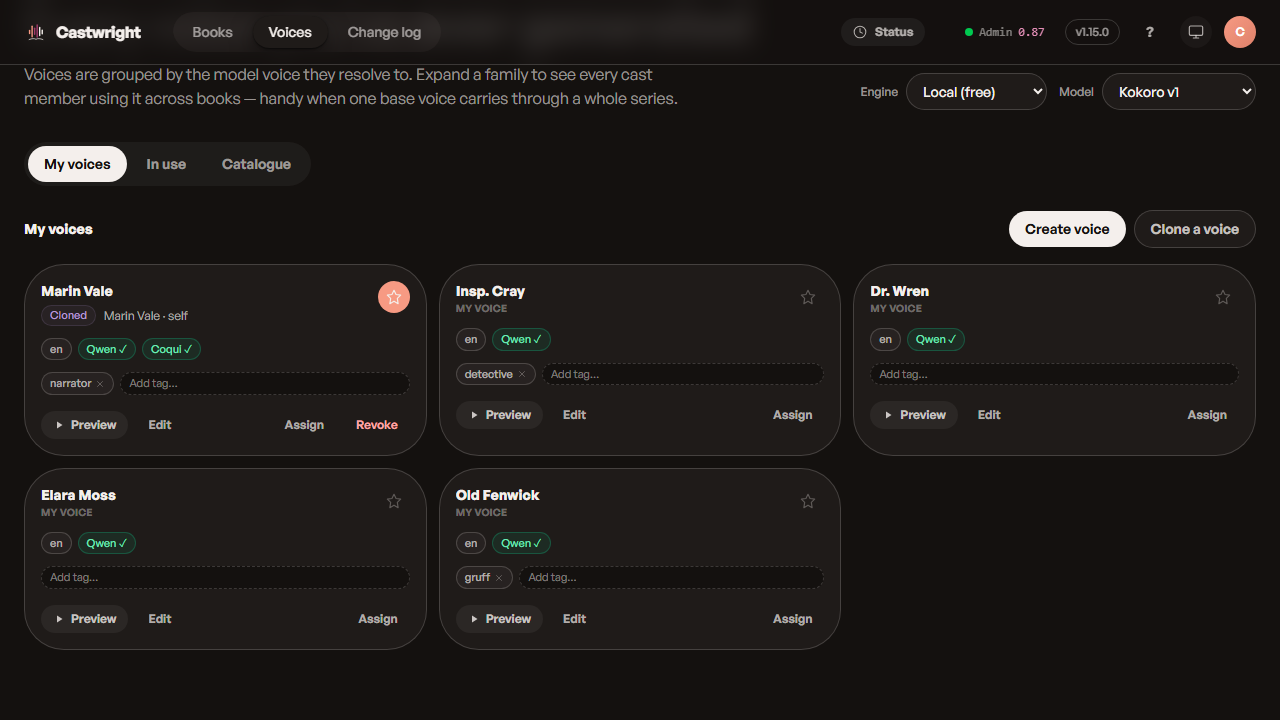 Castwright
Books
Voices
Change log
Status
Admin 0.87
v1.15.0
?
C
Voices are grouped by the model voice they resolve to. Expand a family to see every cast
member using it across books — handy when one base voice carries through a whole series.
Engine
Local (free)
Model
Kokoro v1
My voices
In use
Catalogue
My voices
Create voice
Clone a voice
Marin Vale
Cloned
Marin Vale · self
en
Qwen ✓
Coqui ✓
narrator ×
Add tag...
Preview
Edit
Assign
Revoke
Insp. Cray
MY VOICE
en
Qwen ✓
detective ×
Add tag...
Preview
Edit
Assign
Dr. Wren
MY VOICE
en
Qwen ✓
Add tag...
Preview
Edit
Assign
Elara Moss
MY VOICE
en
Qwen ✓
Add tag...
Preview
Edit
Assign
Old Fenwick
MY VOICE
en
Qwen ✓
gruff ×
Add tag...
Preview
Edit
Assign